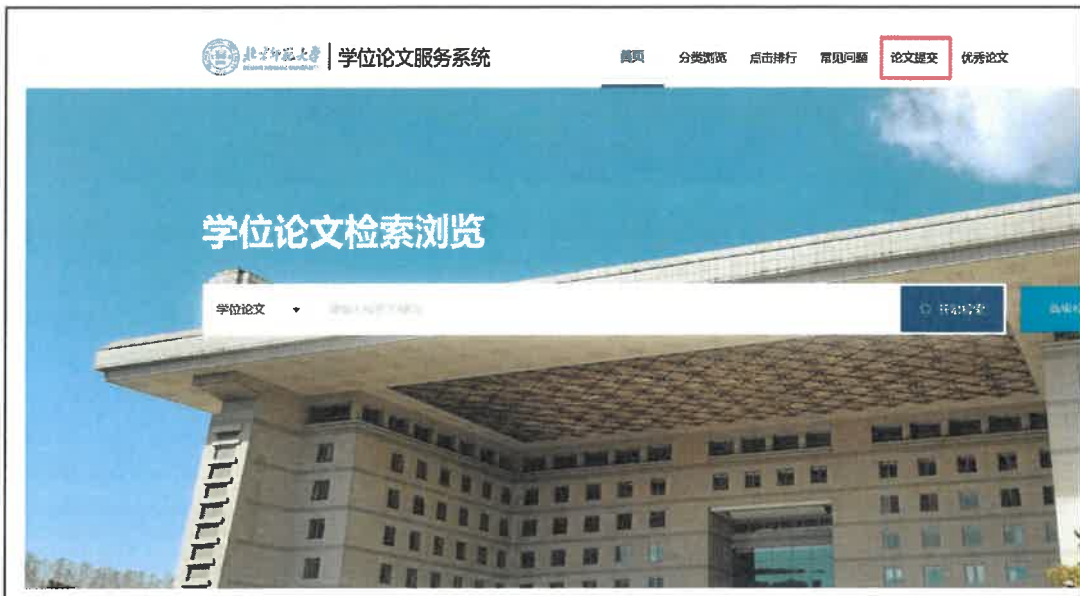 北京师范大学 学位论文服务系统 首页 分类浏览 点击排行 常见问题 论文提交 优秀论文
学位论文检索浏览
学位论文